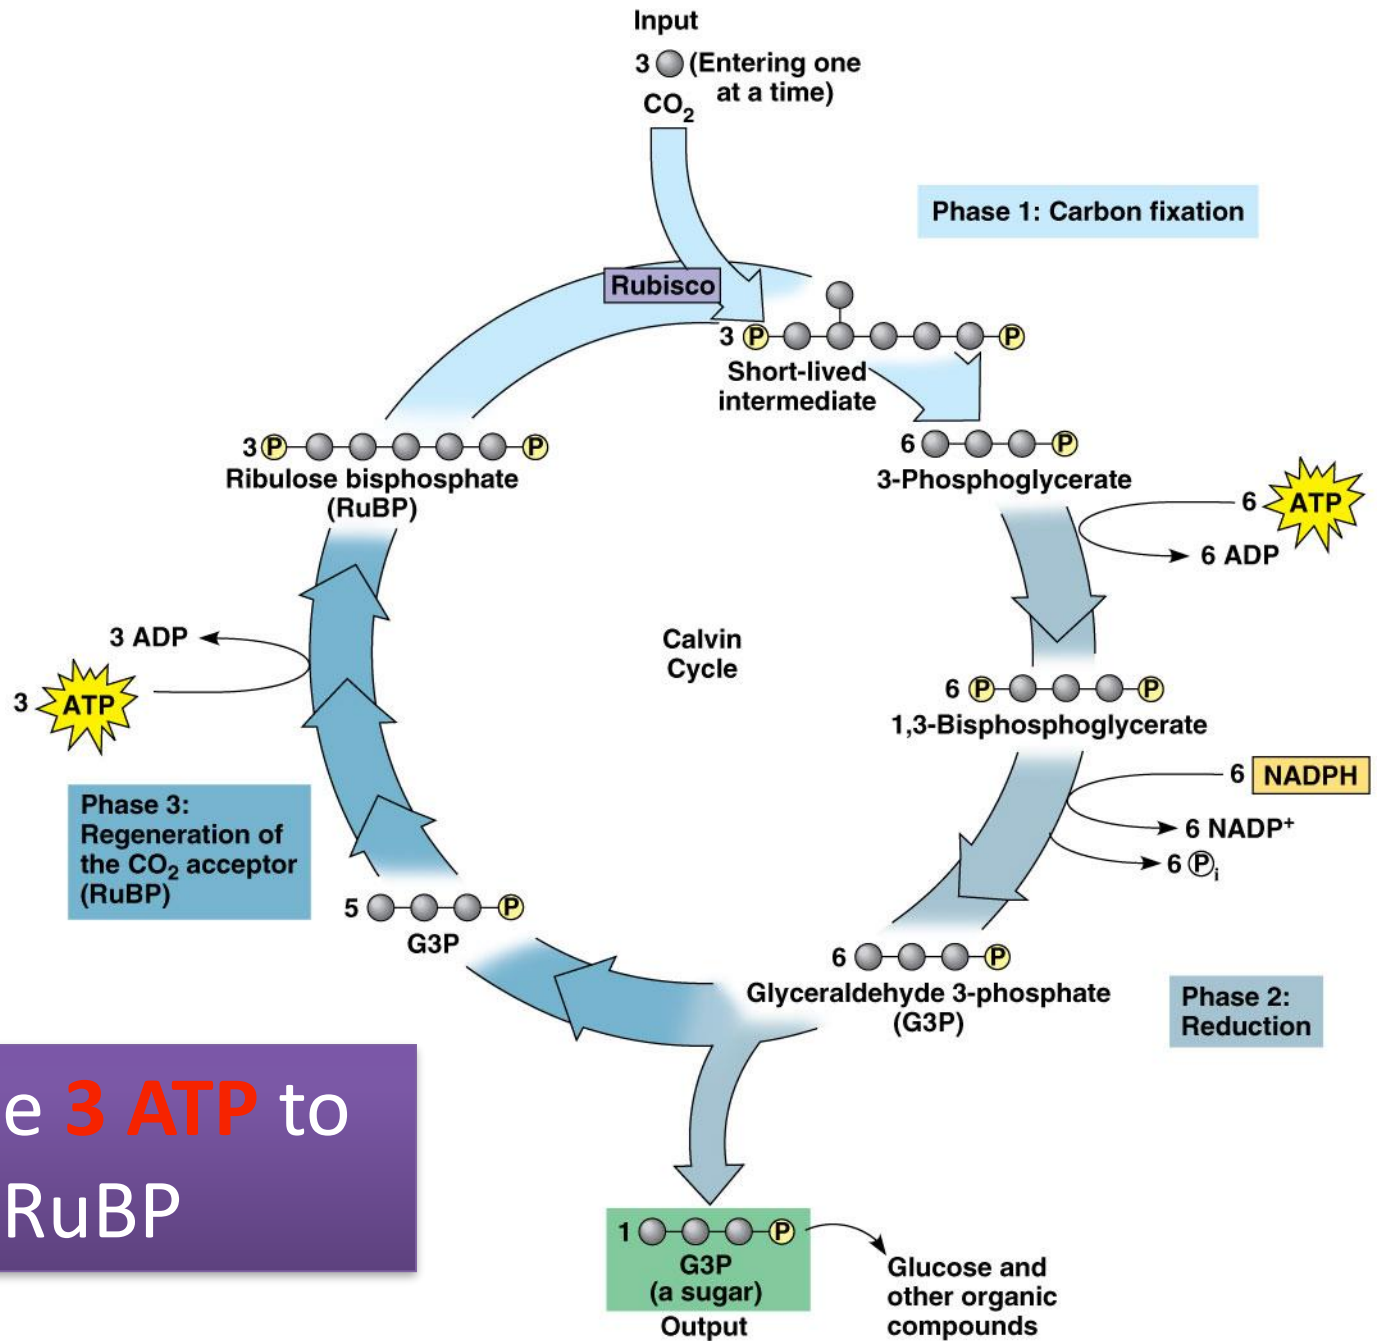 Input
3 (Entering one
at a time)
CO₂
Phase 1: Carbon fixation
Rubisco
3 P P
Short-lived
intermediate
3 P P
Ribulose bisphosphate
(RuBP)
6 P
3-Phosphoglycerate
6 ATP
6 ADP
Calvin
Cycle
3 ADP
3 ATP
6 P P
1,3-Bisphosphoglycerate
6 NADPH
6 NADP⁺
6 Pᵢ
Phase 3:
Regeneration of
the CO₂ acceptor
(RuBP)
5 P
G3P
6 P
Glyceraldehyde 3-phosphate
(G3P)
Phase 2:
Reduction
e 3 ATP to
RuBP
1 P
G3P
(a sugar)
Output
Glucose and
other organic
compounds